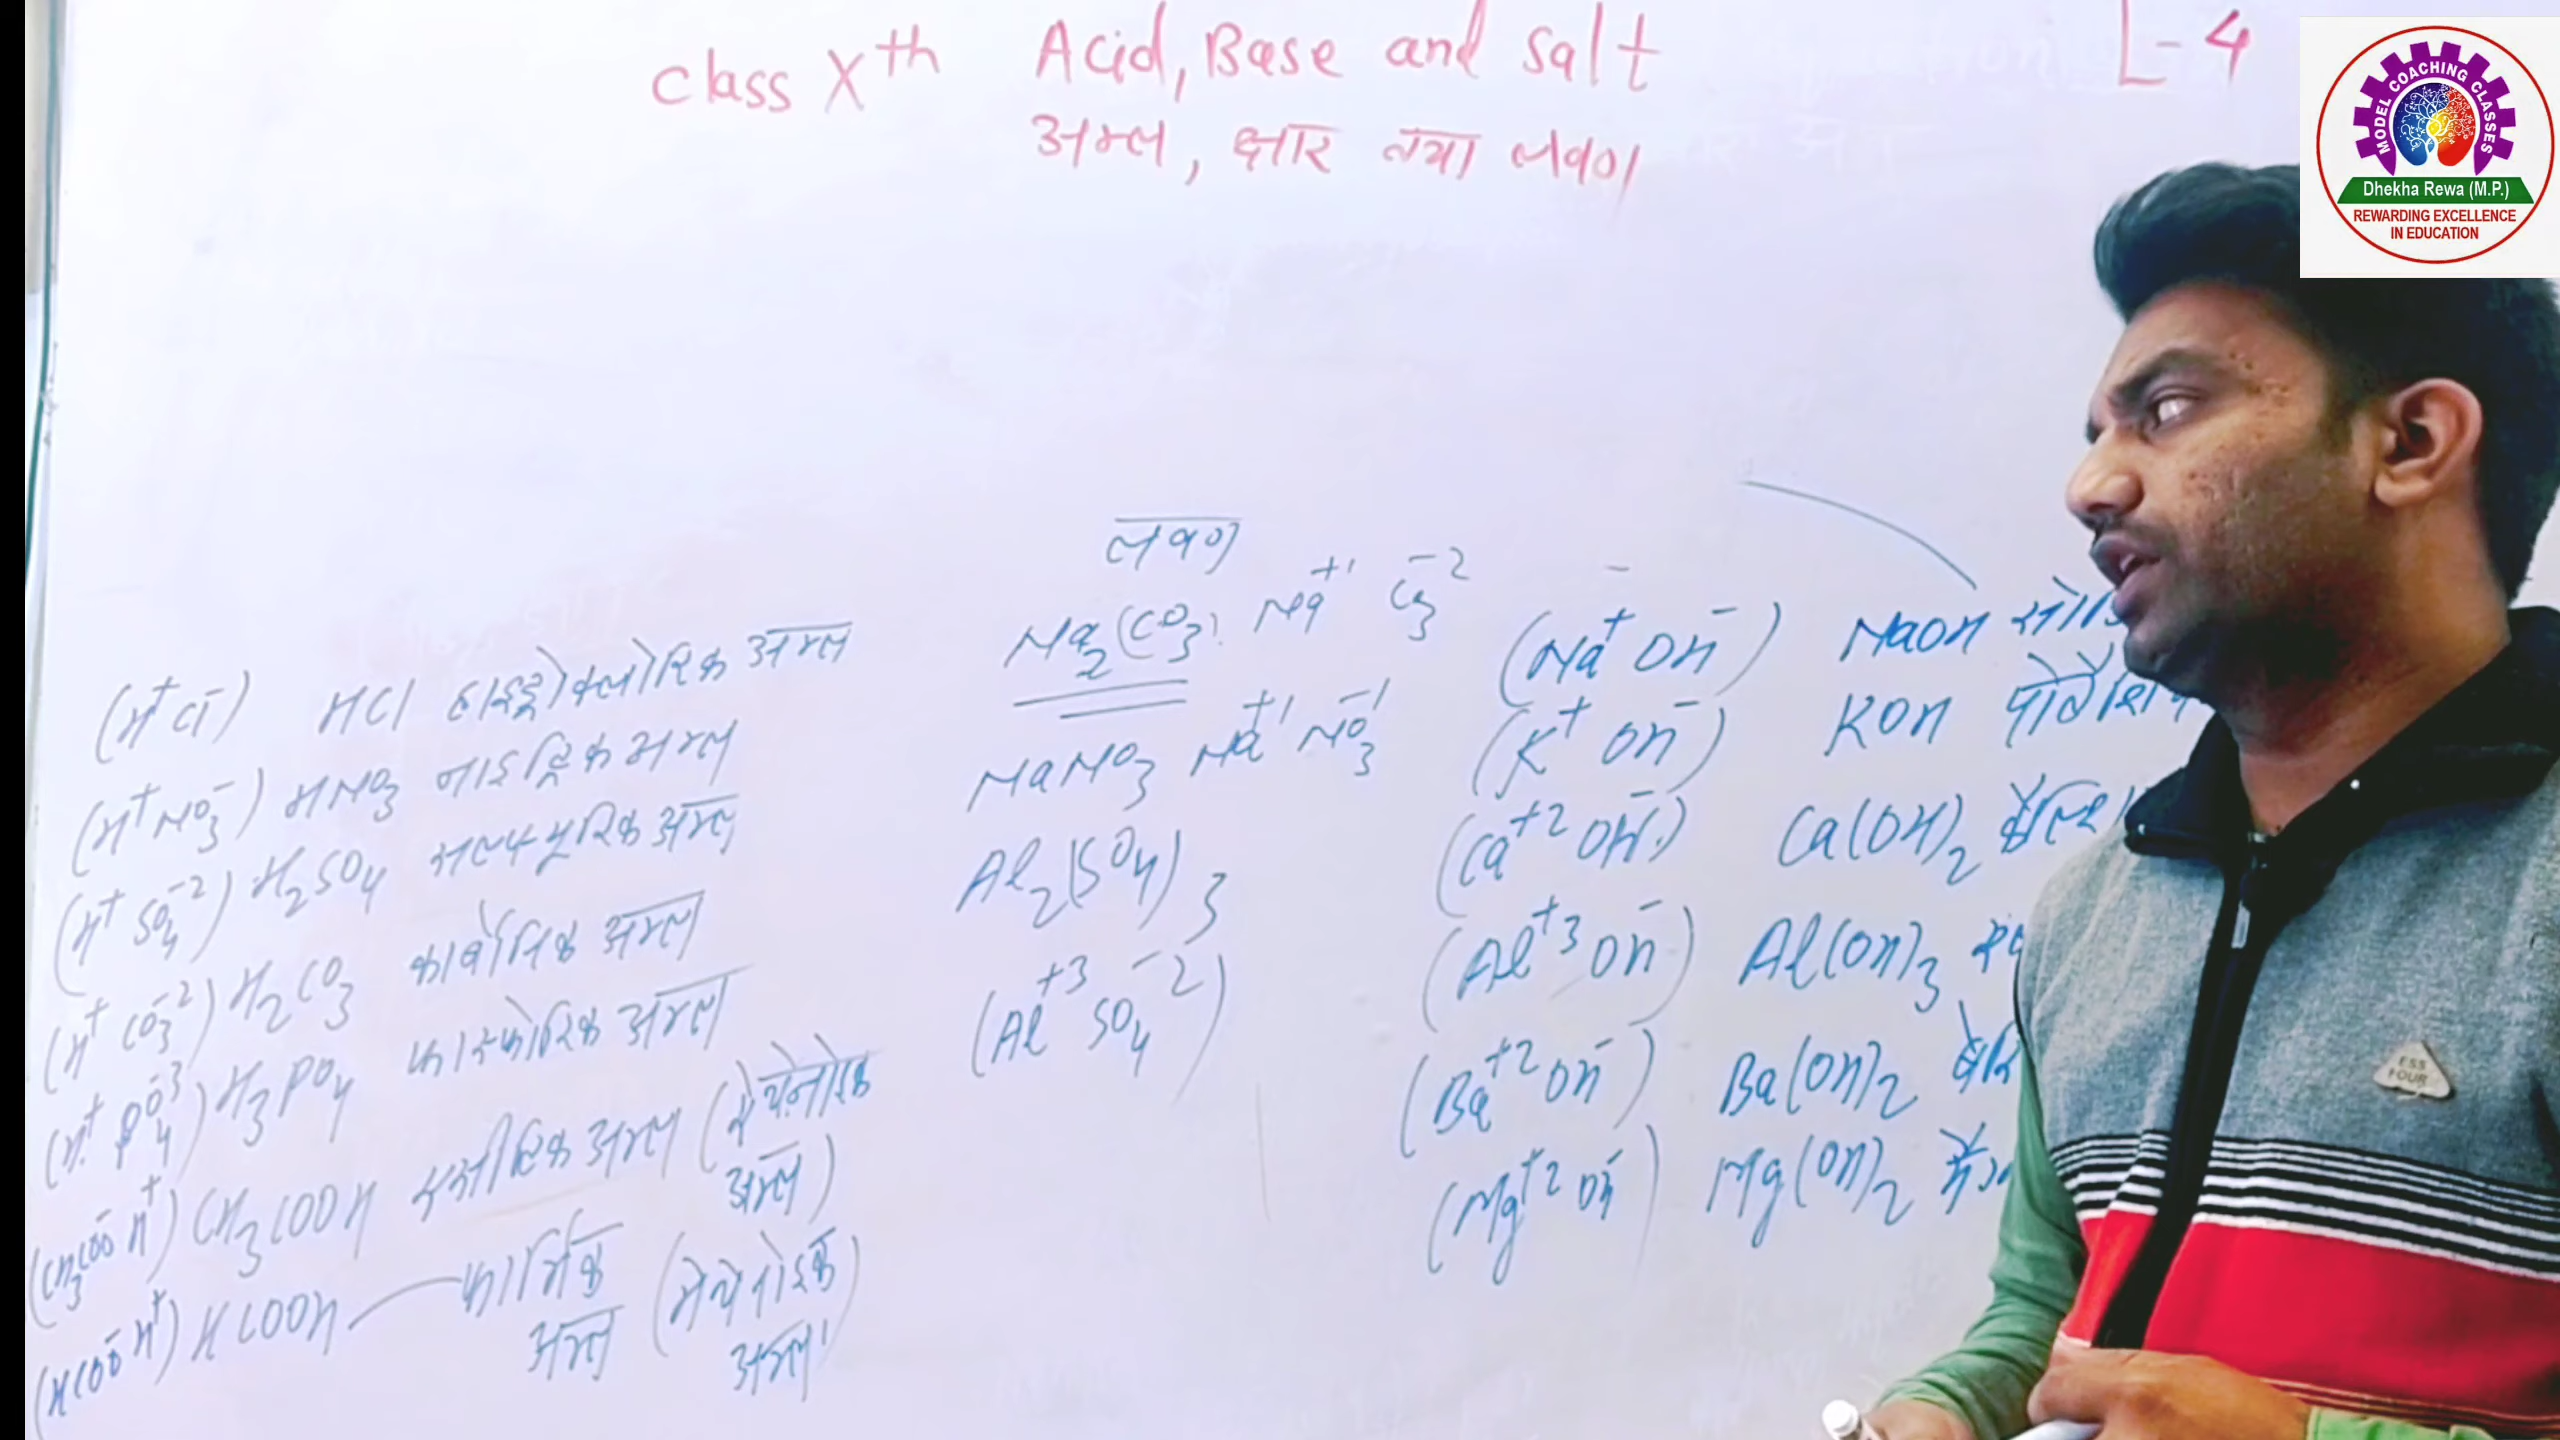 Class Xth Acid, Base and Salt L-4
अम्ल, क्षार तथा लवण
MODEL COACHING CLASSES
Dhekha Rewa (M.P.)
REWARDING EXCELLENCE
IN EDUCATION
(H⁺ Cl⁻) HCl हाइड्रोक्लोरिक अम्ल
(H⁺ NO₃⁻) HNO₃ नाइट्रिक अम्ल
(H⁺ SO₄⁻²) H₂SO₄ सल्फ्यूरिक अम्ल
(H⁺ CO₃⁻²) H₂CO₃ कार्बोनिक अम्ल
(H⁺ PO₄⁻³) H₃PO₄ फास्फोरिक अम्ल
(CH₃COO⁻ H⁺) CH₃COOH एसीटिक अम्ल (ऐथेनोइक
अम्ल)
(HCOO⁻ H⁺) HCOOH फार्मिक (मेथेनोइक)
अम्ल अम्ल
लवण
Na₂(CO₃) Na⁺¹ CO₃⁻²
NaNO₃ Na⁺¹ NO₃⁻¹
Al₂(SO₄)₃
(Al⁺³ SO₄⁻²)
(Na⁺ OH⁻) NaOH
(K⁺ OH⁻) KOH
(Ca⁺² OH⁻) Ca(OH)₂
(Al⁺³ OH⁻) Al(OH)₃
(Ba⁺² OH⁻) Ba(OH)₂
(Mg⁺² OH⁻) Mg(OH)₂
ESS
FOUR